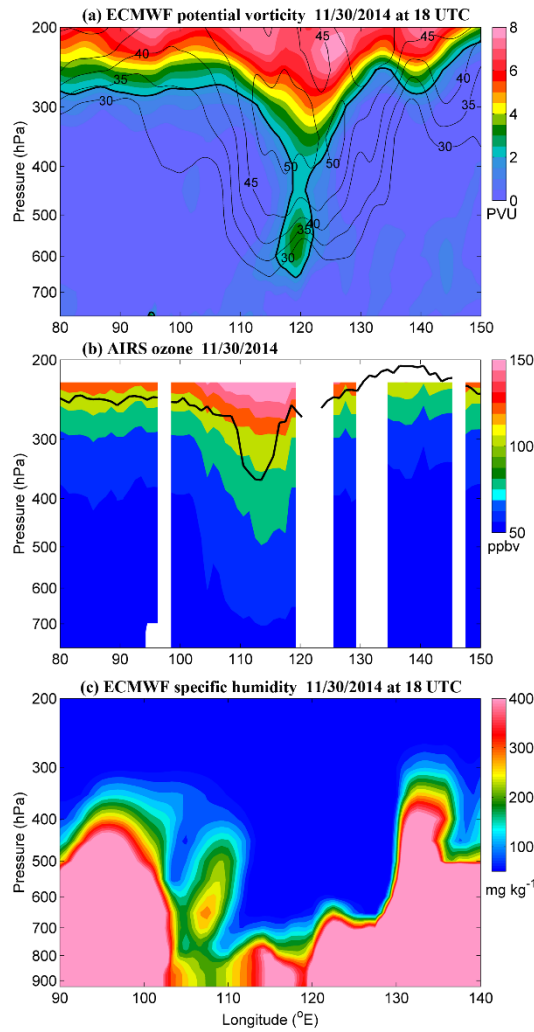 (a) ECMWF potential vorticity 11/30/2014 at 18 UTC
200
300
400
500
600
700
Pressure (hPa)
80 90 100 110 120 130 140 150
40 35 30 45 50 50 45 40 35 30 45 40 40 35 30
8
6
4
2
0
PVU
(b) AIRS ozone 11/30/2014
200
300
400
500
600
700
Pressure (hPa)
80 90 100 110 120 130 140 150
150
100
50
ppbv
(c) ECMWF specific humidity 11/30/2014 at 18 UTC
200
300
400
500
600
700
800
900
Pressure (hPa)
90 100 110 120 130 140
Longitude (°E)
400
300
200
100
mg kg⁻¹